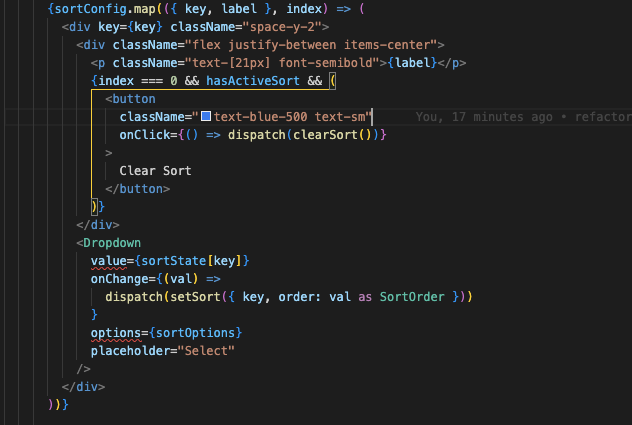 {sortConfig.map(({ key, label }, index) => (
<div key={key} className="space-y-2">
<div className="flex justify-between items-center">
<p className="text-[21px] font-semibold">{label}</p>
{index === 0 && hasActiveSort && (
<button
className="text-blue-500 text-sm" You, 17 minutes ago • refactor
onClick={() => dispatch(clearSort())}
>
Clear Sort
</button>
)}
</div>
<Dropdown
value={sortState[key]}
onChange={(val) =>
dispatch(setSort({ key, order: val as SortOrder }))
}
options={sortOptions}
placeholder="Select"
/>
</div>
))}